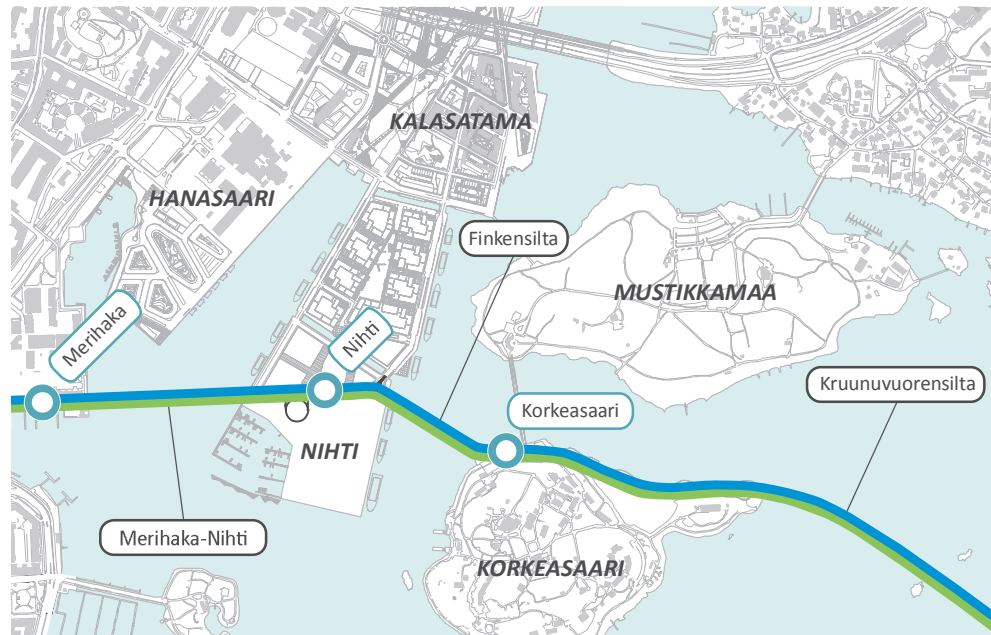 KALASATAMA
HANASAARI
Finkensilta
MUSTIKKAMAA
Merihaka
Nihti
Kruunuvuorensilta
Korkeasaari
NIHTI
Merihaka-Nihti
KORKEASAARI